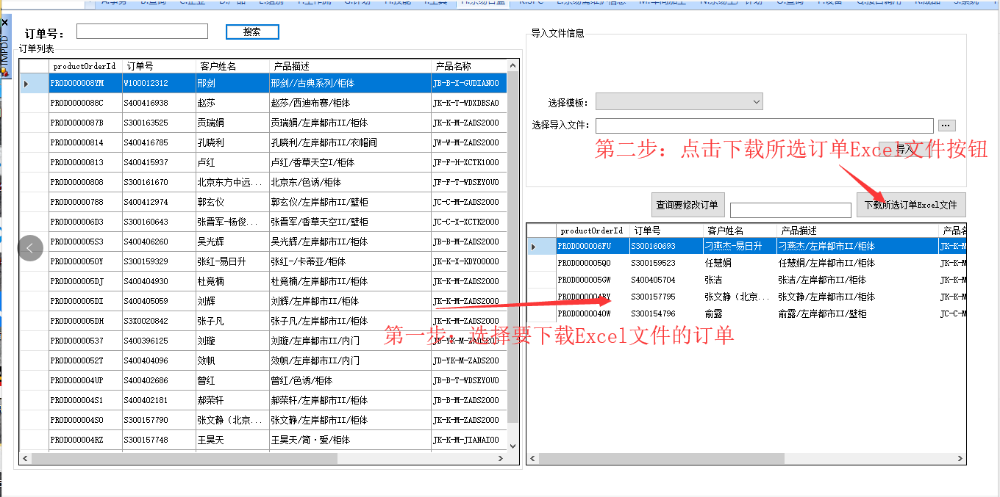 IMPDD
订单号： 搜索
订单列表
productOrderId 订单号 客户姓名 产品描述 产品名称
PROD000008YM W100012312 邢剑 邢剑//古典系列/柜体 JB-B-X-GUDIAN00
PROD0000088C S400416938 赵莎 赵莎/西迪布赛/柜体 JK-K-T-WDXDBSA0
PROD0000087B S300163525 贡瑞娟 贡瑞娟/左岸都市II/柜体 JK-K-M-ZADS2000
PROD00000814 S400416785 孔晓利 孔晓利/左岸都市II/衣帽间 JW-W-M-ZADS2000
PROD00000813 S400415937 卢红 卢红/香草天空I/柜体 JF-F-H-XCTK1000
PROD00000808 S300161670 北京东方中远... 北京东/色诱/柜体 JF-F-T-WDSEYOU0
PROD00000788 S400412974 郭玄仪 郭玄仪/左岸都市II/壁柜 JC-C-M-ZADS2000
PROD000006D3 S300160643 张晋军-杨俊... 张晋军/香草天空II/壁柜 JC-C-X-XCTK2000
PROD000005S3 S400406260 吴光辉 吴光辉/左岸都市II/柜体 JB-B-M-ZADS2000
PROD0000050Y S300159329 张红-易日升 张红-/卡蒂亚/柜体 JK-K-X-KDY00000
PROD000005DJ S400404930 杜竞楠 杜竞楠/左岸都市II/柜体 JK-K-M-ZADS2000
PROD000005DI S400405059 刘辉 刘辉/左岸都市II/柜体 JK-K-M-ZADS2000
PROD000005DH S3X0020842 张子凡 张子凡/左岸都市II/柜体 JK-K-M-ZADS2000
PROD00000537 S400396125 刘璇 刘璇/左岸都市II/内门 JD-YK-M-ZADS200
PROD0000052T S400404096 效帆 效帆/左岸都市II/内门 JD-YK-M-ZADS200
PROD000004UP S400402686 曾红 曾红/色诱/柜体 JB-B-T-WDSEYOU0
PROD000004S1 S400402181 郝荣轩 郝荣轩/左岸都市II/柜体 JB-B-M-ZADS2000
PROD000004S0 S300157790 张文静（北京... 张文静/左岸都市II/柜体 JK-K-M-ZADS2000
PROD000004RZ S300157748 王昊天 王昊天/简·爱/柜体 JK-K-M-JIANAI00
导入文件信息
选择模板：
选择导入文件： ...
导入
第二步：点击下载所选订单Excel文件按钮
查询要修改订单 下载所选订单Excel文件
productOrderId 订单号 客户姓名 产品描述 产品名
PROD000006FU S300160693 刁燕杰-易日升 刁燕杰/左岸都市II/柜体 JK-K-M
PROD000005Q0 S300159523 任慧娟 任慧娟/左岸都市II/柜体 JK-K-M
PROD000005GW S400405704 张洁 张洁/左岸都市II/柜体 JK-K-M
PROD000004RY S300157795 张文静（北京... 张文静/左岸都市II/柜体 JK-K-M
PROD0000040W S300154796 俞露 俞露/左岸都市II/壁柜 JC-C-M
第一步：选择要下载Excel文件的订单